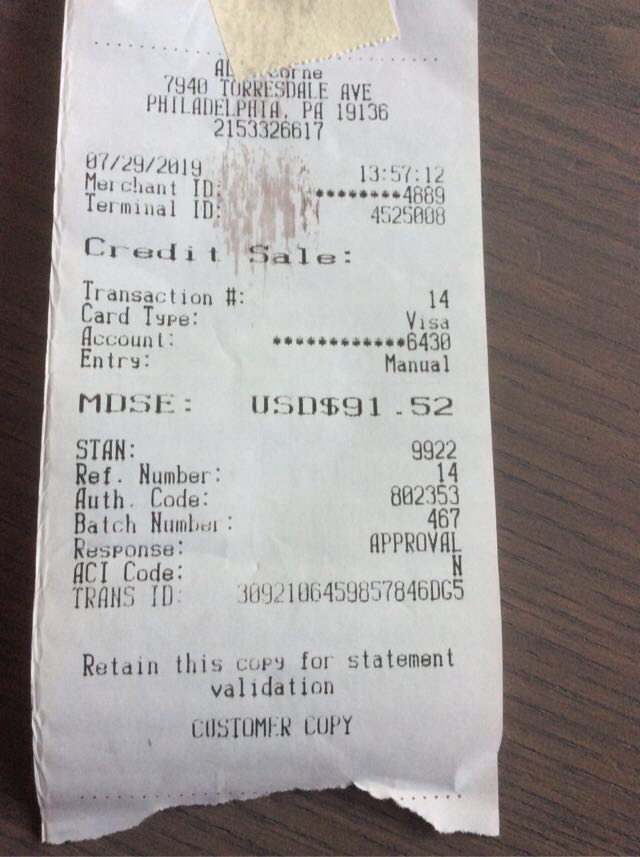 7940 TORRESDALE AVE
PHILADELPHIA, PA 19136
2153326617
07/29/2019 13:57:12
Merchant ID: ********4889
Terminal ID: 4525008
Credit Sale:
Transaction #: 14
Card Type: Visa
Account: ************6430
Entry: Manual
MDSE: USD$91.52
STAN: 9922
Ref. Number: 14
Auth. Code: 802353
Batch Number: 467
Response: APPROVAL
ACI Code: N
TRANS ID: 3092106459857846DG5
Retain this copy for statement
validation
CUSTOMER COPY